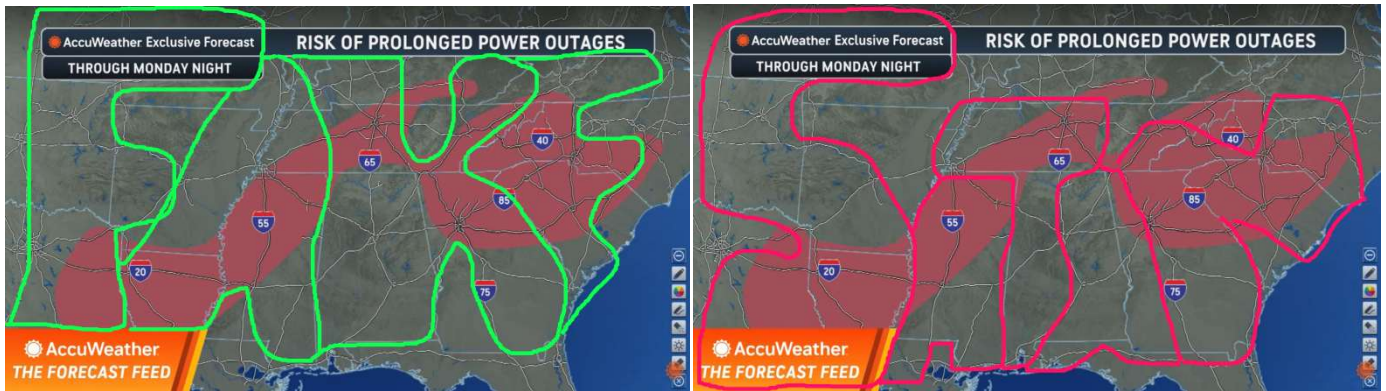 AccuWeather Exclusive Forecast
RISK OF PROLONGED POWER OUTAGES
THROUGH MONDAY NIGHT
40
65
85
55
20
75
AccuWeather
THE FORECAST FEED
AccuWeather Exclusive Forecast
RISK OF PROLONGED POWER OUTAGES
THROUGH MONDAY NIGHT
40
65
85
55
20
75
AccuWeather
THE FORECAST FEED